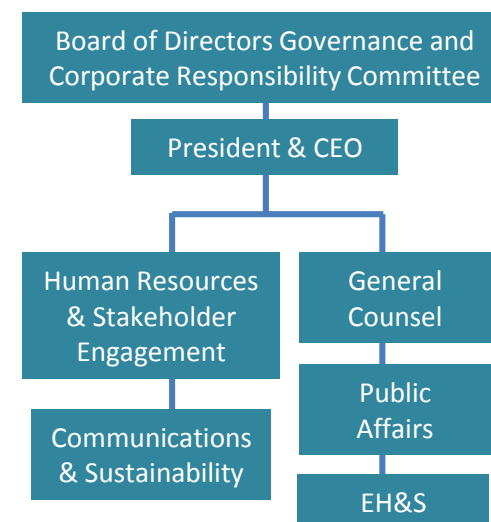 Board of Directors Governance and
Corporate Responsibility Committee
President & CEO
Human Resources
& Stakeholder
Engagement
General
Counsel
Communications
& Sustainability
Public
Affairs
EH&S